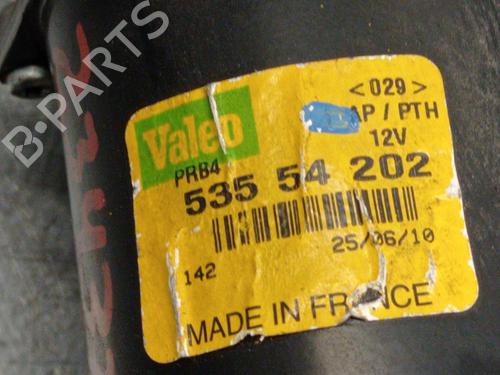 B-PARTS
Valeo
<029>
AP / PTH
12V
PRB4
535 54 202
25/06/10
142
MADE IN FRANCE